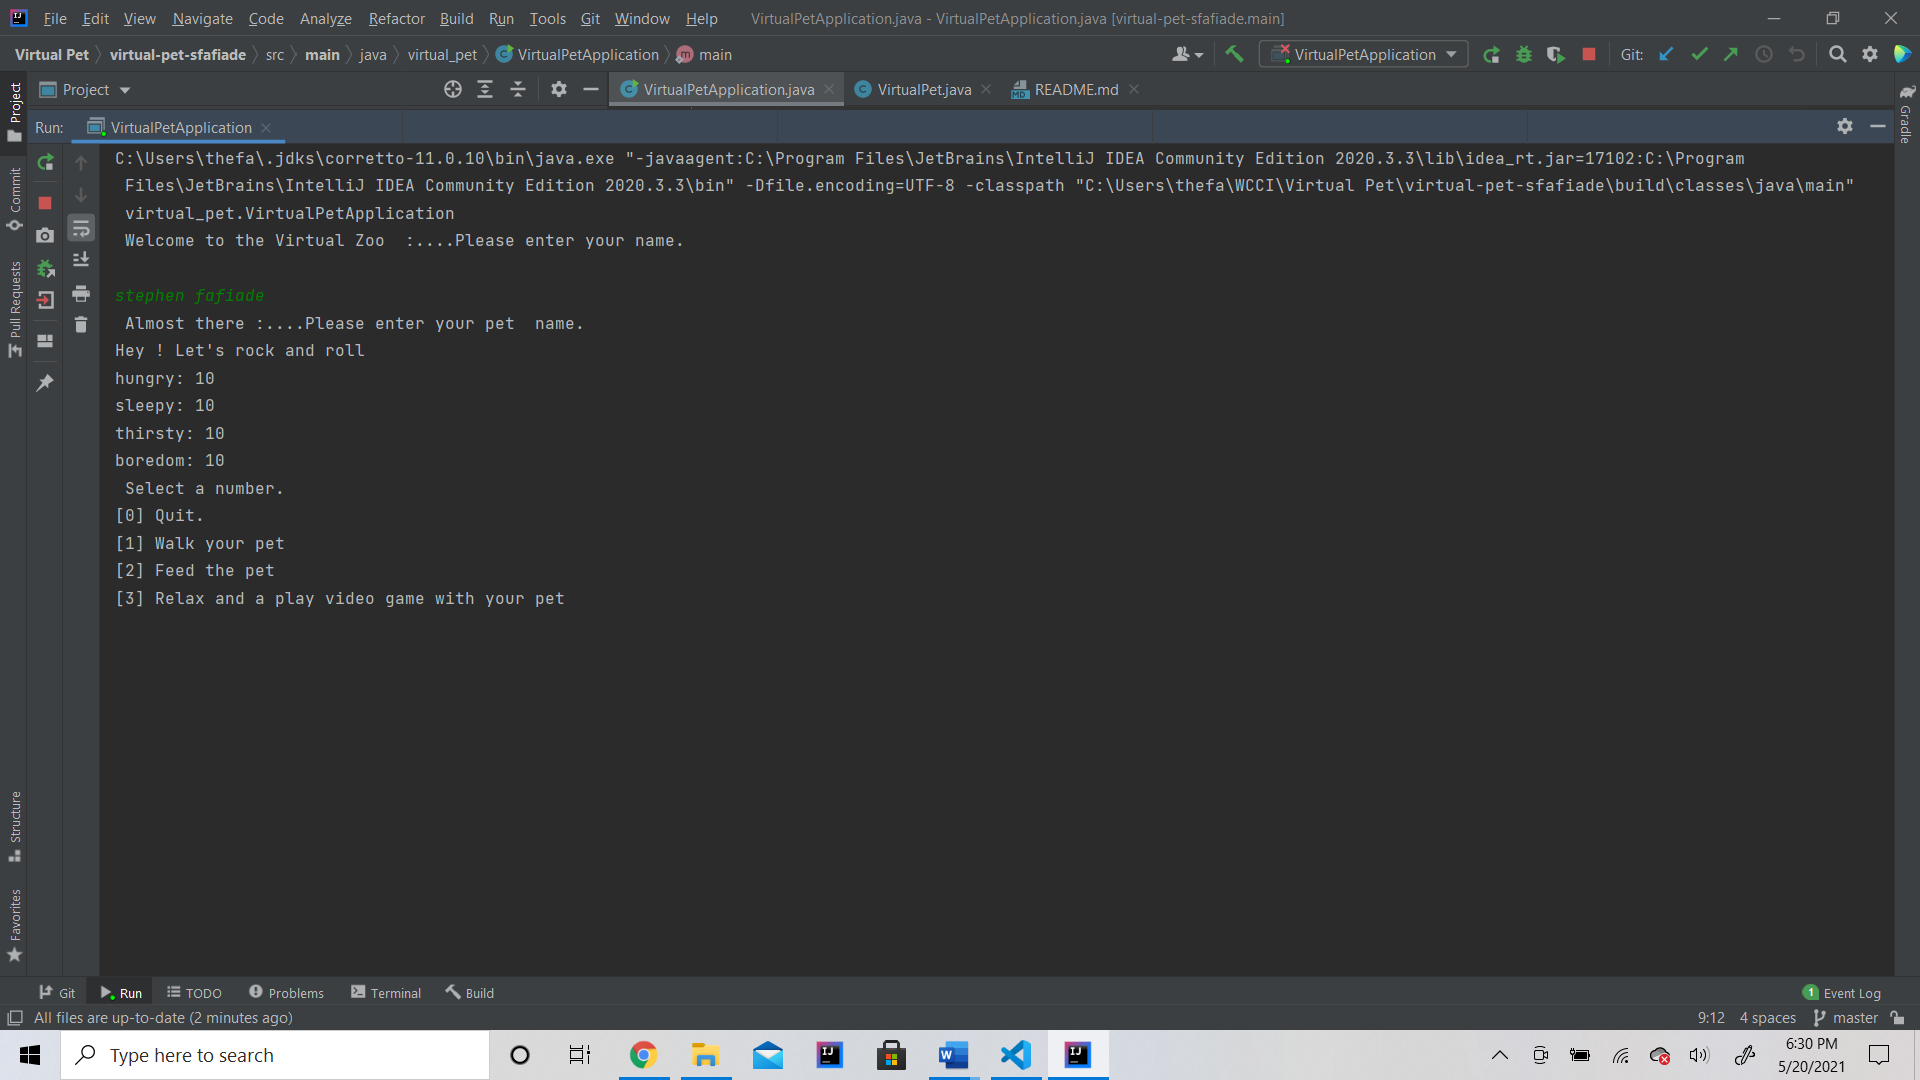 File Edit View Navigate Code Analyze Refactor Build Run Tools Git Window Help VirtualPetApplication.java - VirtualPetApplication.java [virtual-pet-sfafiade.main]
Virtual Pet virtual-pet-sfafiade src main java virtual_pet VirtualPetApplication main VirtualPetApplication Git:
Project VirtualPetApplication.java VirtualPet.java README.md
Run: VirtualPetApplication
C:\Users\thefa\.jdks\corretto-11.0.10\bin\java.exe "-javaagent:C:\Program Files\JetBrains\IntelliJ IDEA Community Edition 2020.3.3\lib\idea_rt.jar=17102:C:\Program
Files\JetBrains\IntelliJ IDEA Community Edition 2020.3.3\bin" -Dfile.encoding=UTF-8 -classpath "C:\Users\thefa\WCCI\Virtual Pet\virtual-pet-sfafiade\build\classes\java\main"
virtual_pet.VirtualPetApplication
Welcome to the Virtual Zoo  :....Please enter your name.
stephen fafiade
Almost there :....Please enter your pet  name.
Hey ! Let's rock and roll
hungry: 10
sleepy: 10
thirsty: 10
boredom: 10
Select a number.
[0] Quit.
[1] Walk your pet
[2] Feed the pet
[3] Relax and a play video game with your pet
Project
Commit
Pull Requests
Structure
Favorites
Gradle
Git Run TODO Problems Terminal Build 1 Event Log
All files are up-to-date (2 minutes ago) 9:12 4 spaces master
Type here to search
6:30 PM
5/20/2021